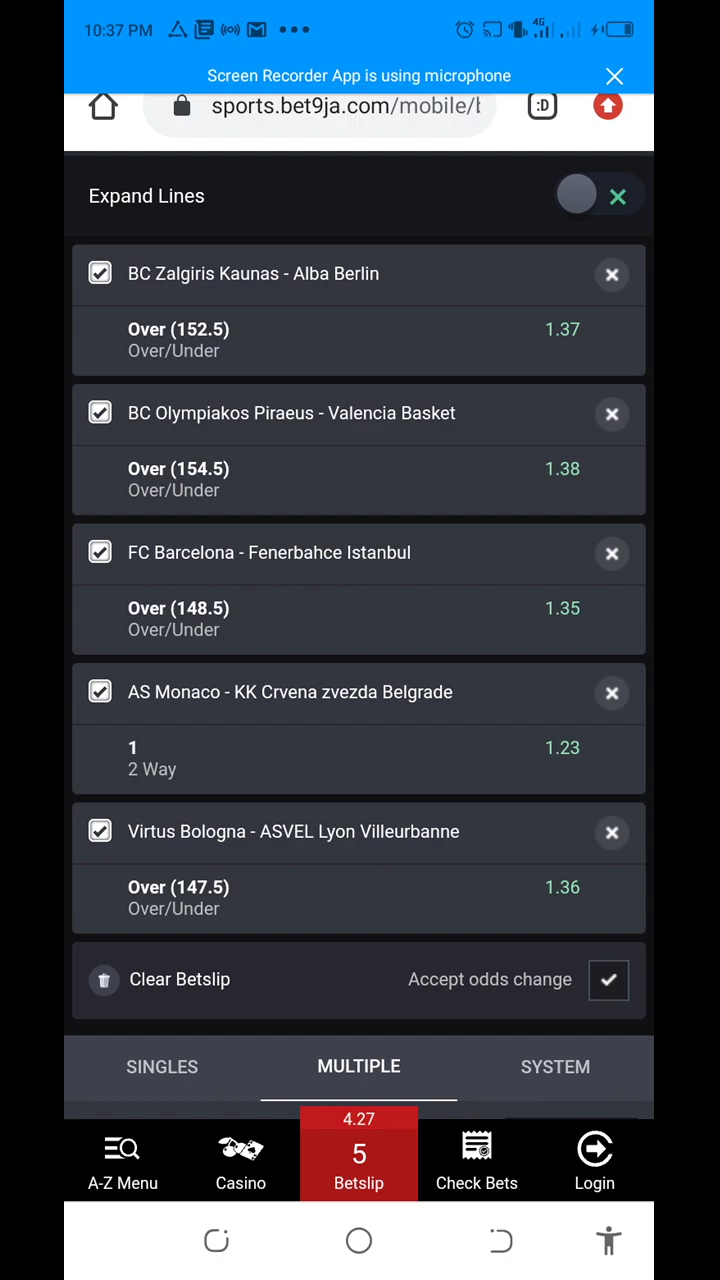 10:37 PM
4G
Screen Recorder App is using microphone
sports.bet9ja.com/mobile/b
:D
Expand Lines
BC Zalgiris Kaunas - Alba Berlin
Over (152.5)
1.37
Over/Under
BC Olympiakos Piraeus - Valencia Basket
Over (154.5)
1.38
Over/Under
FC Barcelona - Fenerbahce Istanbul
Over (148.5)
1.35
Over/Under
AS Monaco - KK Crvena zvezda Belgrade
1
1.23
2 Way
Virtus Bologna - ASVEL Lyon Villeurbanne
Over (147.5)
1.36
Over/Under
Clear Betslip
Accept odds change
SINGLES
MULTIPLE
SYSTEM
4.27
5
A-Z Menu
Casino
Betslip
Check Bets
Login